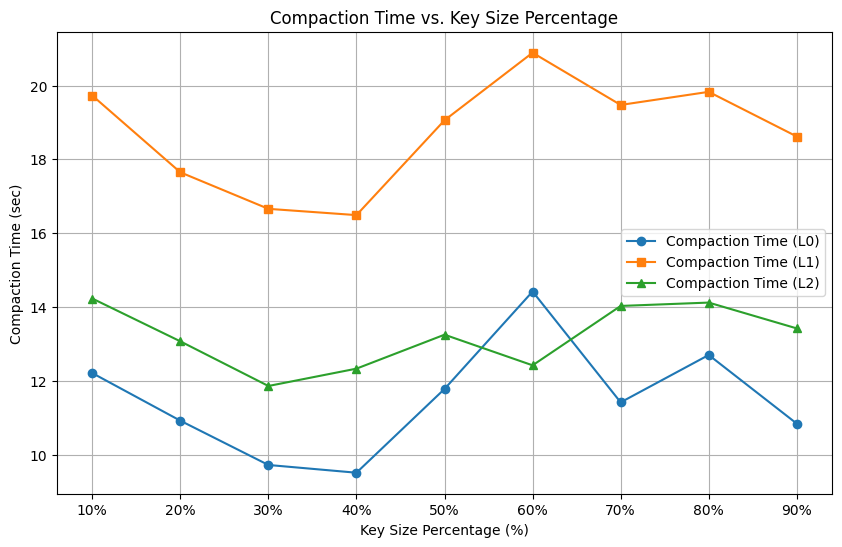 Compaction Time vs. Key Size Percentage
Compaction Time (sec)
20
18
16
14
12
10
Compaction Time (L0)
Compaction Time (L1)
Compaction Time (L2)
10% 20% 30% 40% 50% 60% 70% 80% 90%
Key Size Percentage (%)